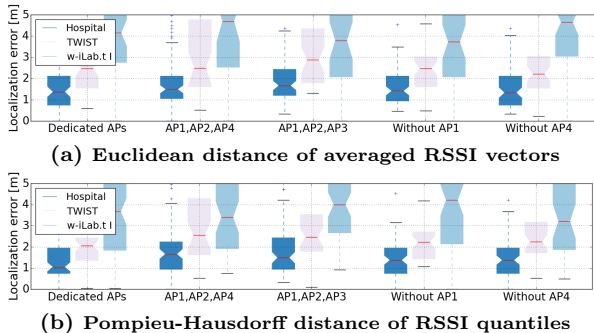 Localization error [m]
5
4
3
2
1
0
Hospital
TWIST
w-iLab.t I
Dedicated APs
AP1,AP2,AP4
AP1,AP2,AP3
Without AP1
Without AP4
(a) Euclidean distance of averaged RSSI vectors
Localization error [m]
5
4
3
2
1
0
Hospital
TWIST
w-iLab.t I
Dedicated APs
AP1,AP2,AP4
AP1,AP2,AP3
Without AP1
Without AP4
(b) Pompieu-Hausdorff distance of RSSI quantiles